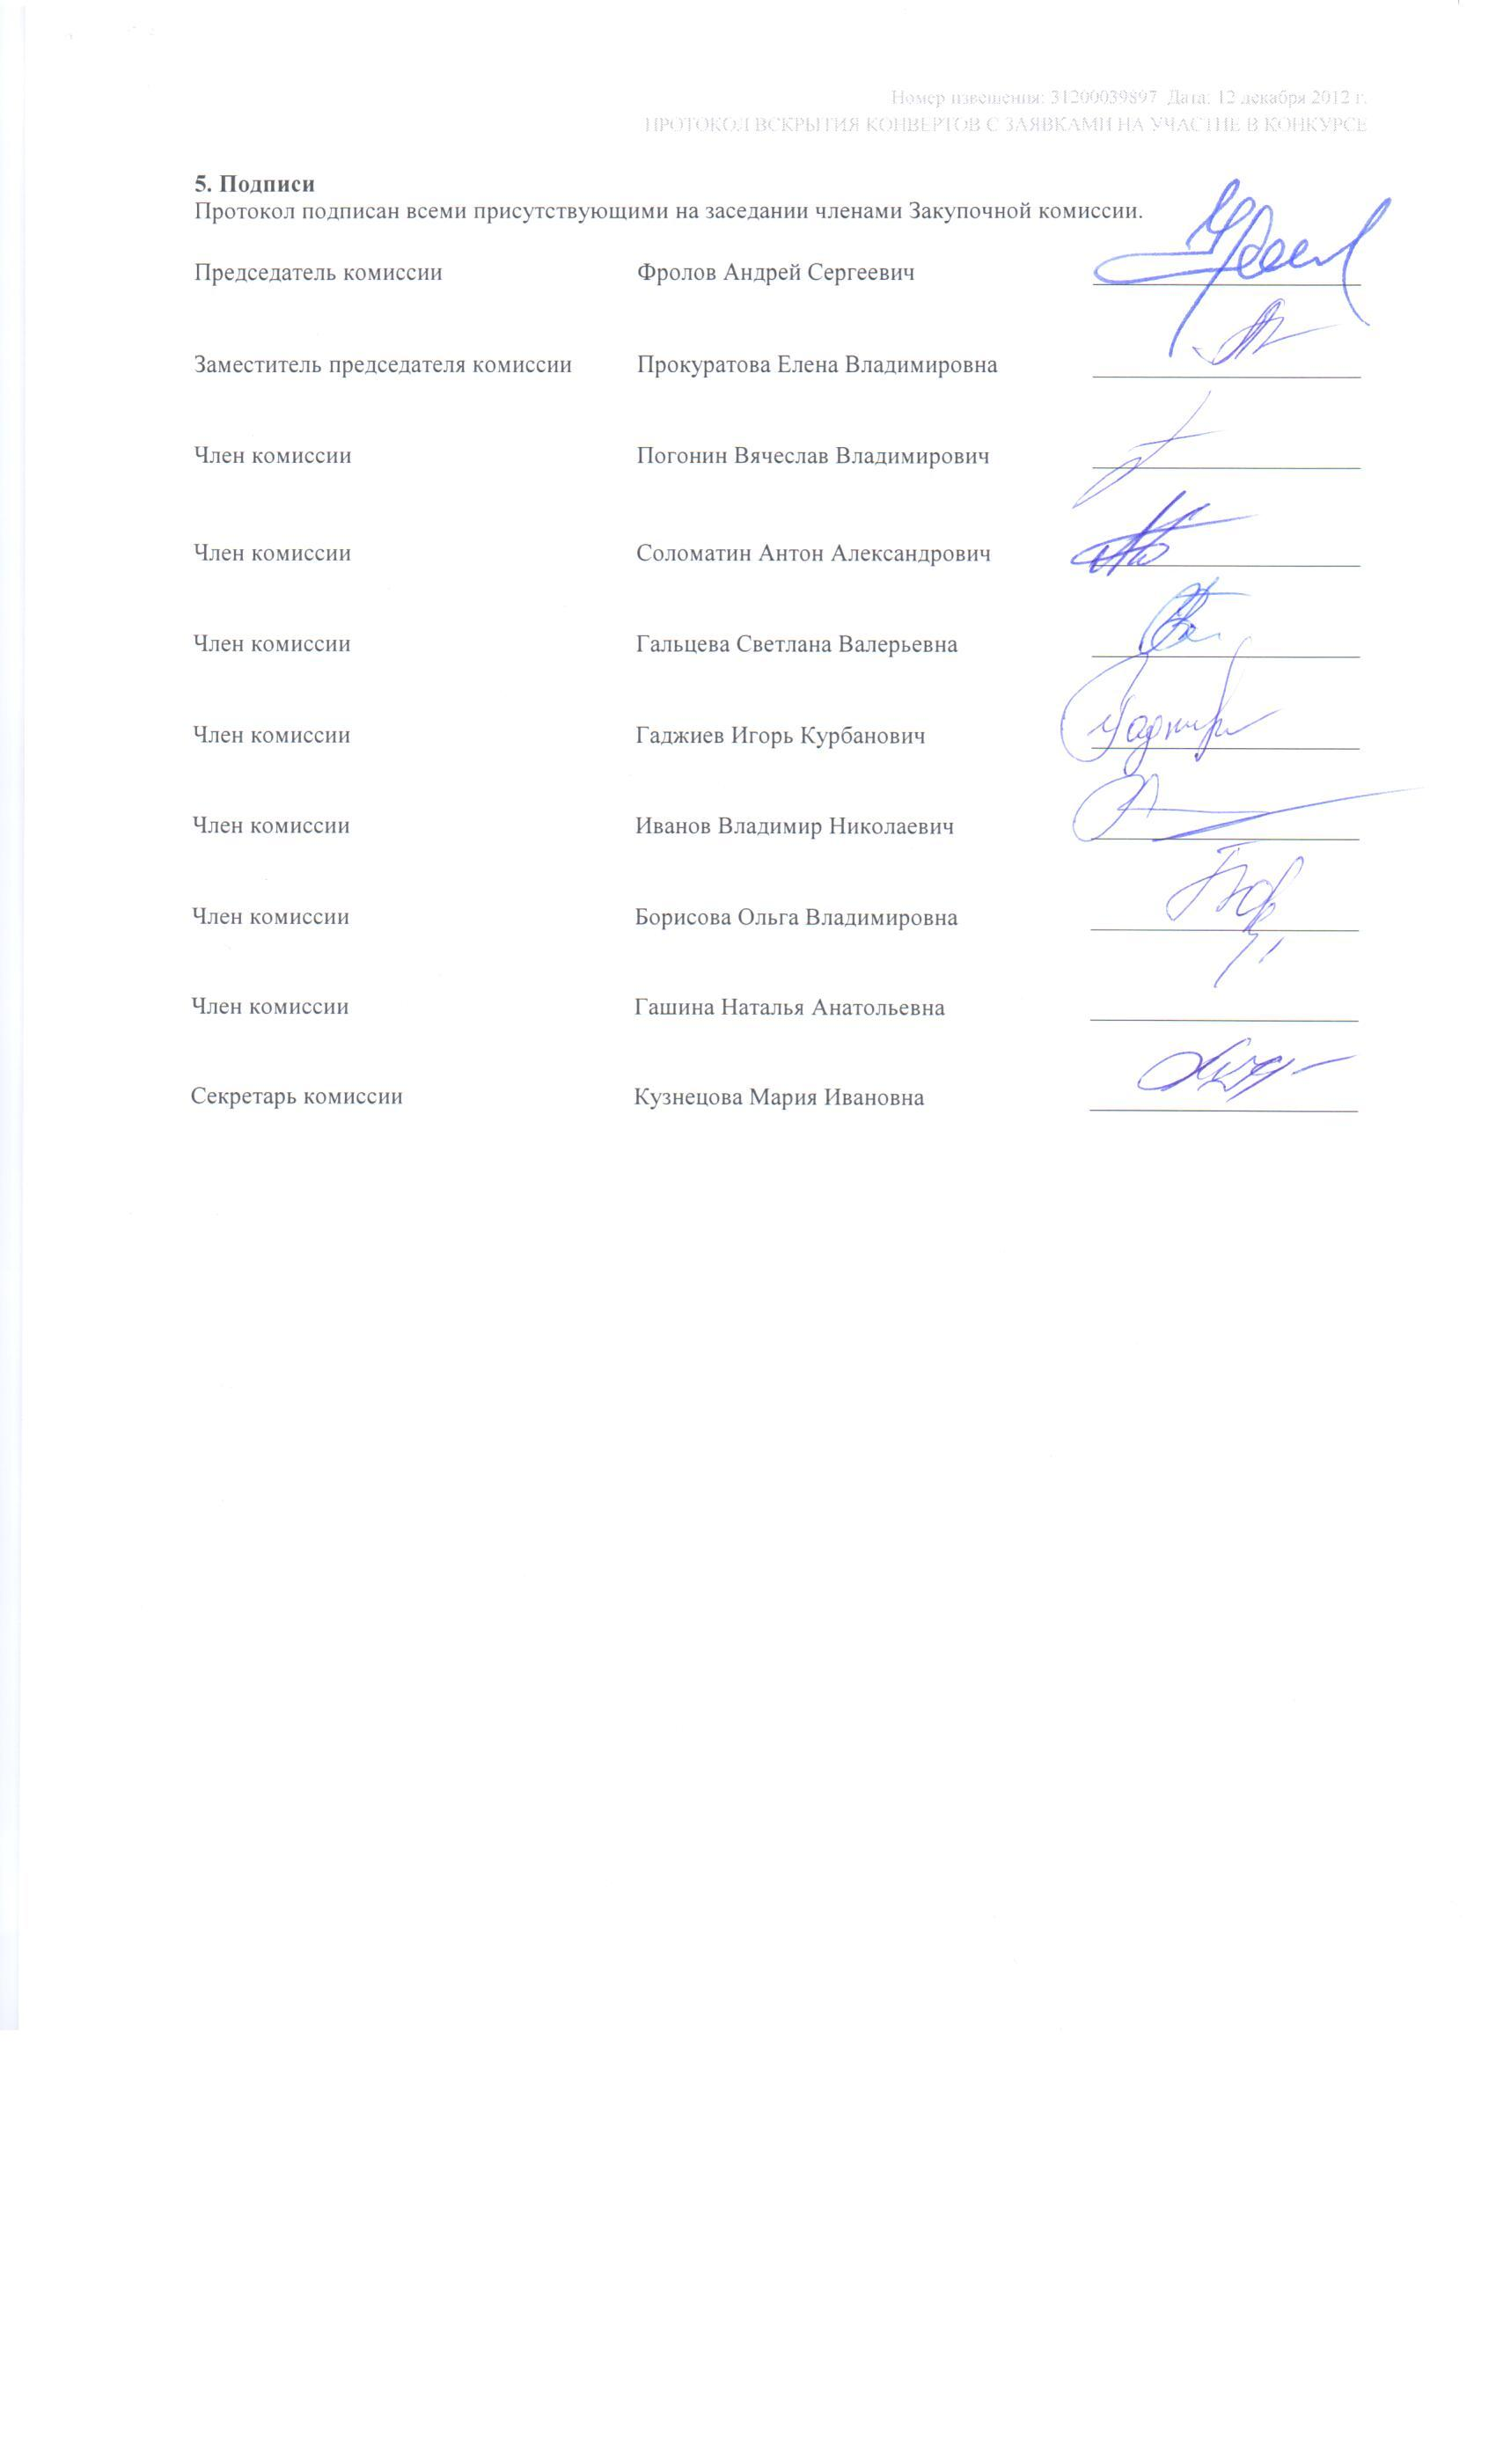 Номер извещения: 31200039897 Дата: 12 декабря 2012 г.
ПРОТОКОЛ ВСКРЫТИЯ КОНВЕРТОВ С ЗАЯВКАМИ НА УЧАСТИЕ В КОНКУРСЕ
5. Подписи
Протокол подписан всеми присутствующими на заседании членами Закупочной комиссии.
Председатель комиссии Фролов Андрей Сергеевич
Заместитель председателя комиссии Прокуратова Елена Владимировна
Член комиссии Погонин Вячеслав Владимирович
Член комиссии Соломатин Антон Александрович
Член комиссии Гальцева Светлана Валерьевна
Член комиссии Гаджиев Игорь Курбанович
Член комиссии Иванов Владимир Николаевич
Член комиссии Борисова Ольга Владимировна
Член комиссии Гашина Наталья Анатольевна
Секретарь комиссии Кузнецова Мария Ивановна